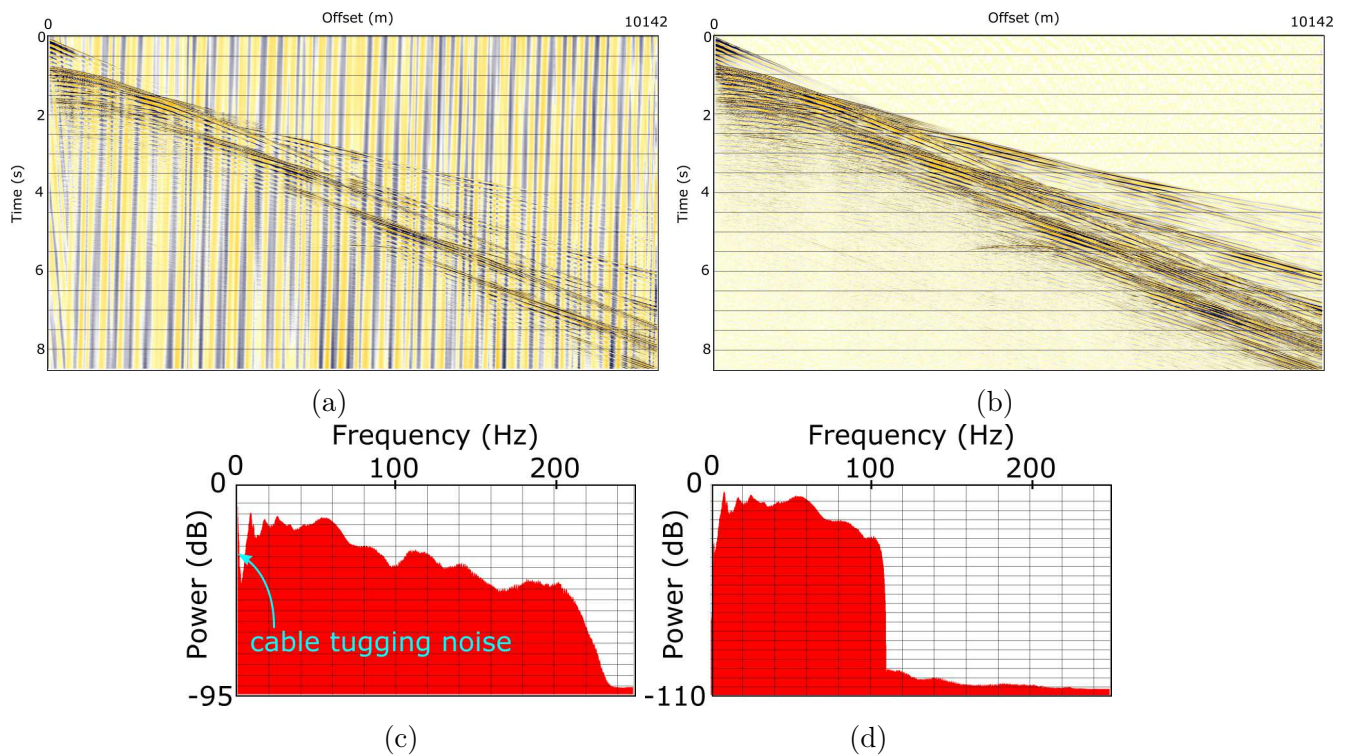 0 Offset (m) 10142
0
2
4
6
8
Time (s)
(a)
0 Offset (m) 10142
0
2
4
6
8
Time (s)
(b)
Frequency (Hz)
0 100 200
0
Power (dB)
cable tugging noise
-95
(c)
Frequency (Hz)
0 100 200
0
Power (dB)
-110
(d)